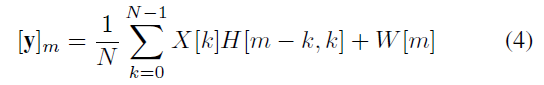 [y]_m = \frac{1}{N} \sum_{k=0}^{N-1} X[k]H[m − k, k] + W[m] (4)